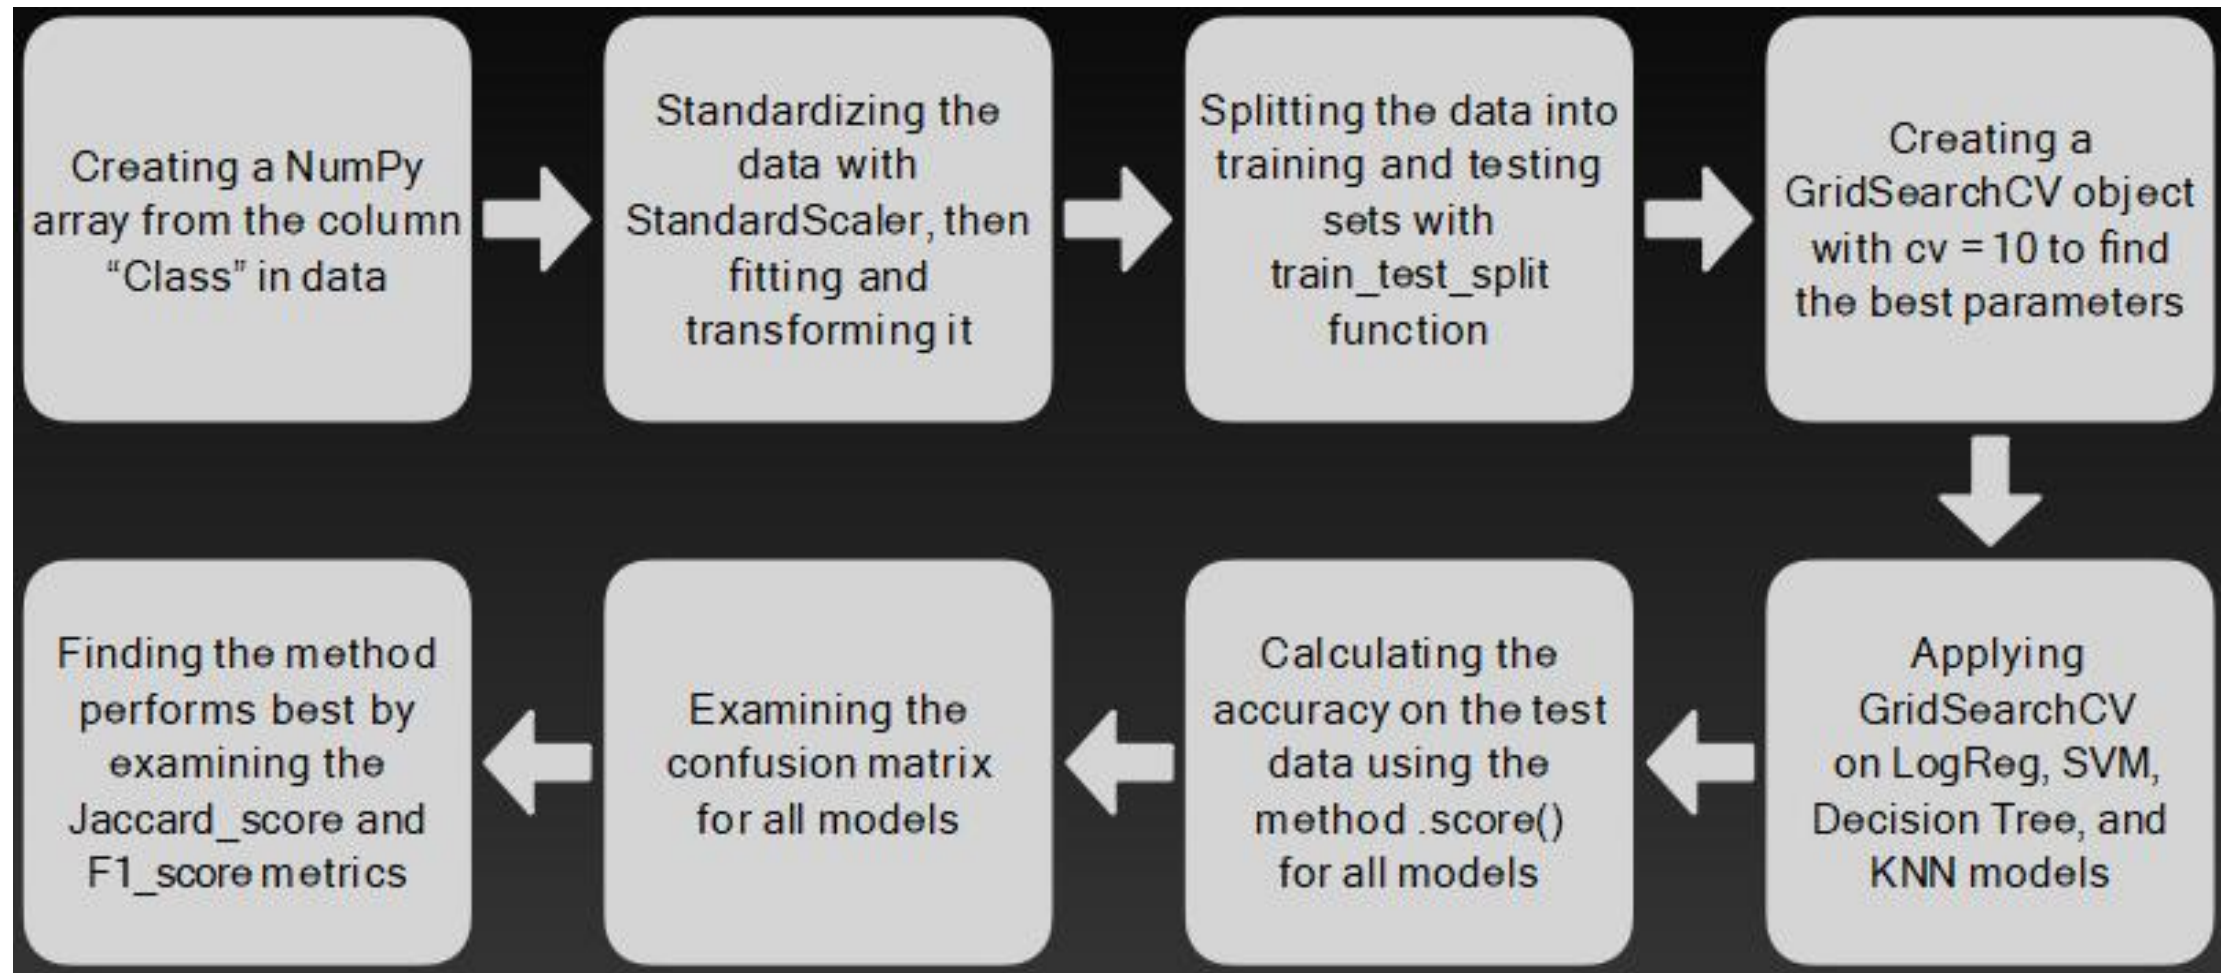 Creating a NumPy
array from the column
“Class” in data
Standardizing the
data with
StandardScaler, then
fitting and
transforming it
Splitting the data into
training and testing
sets with
train_test_split
function
Creating a
GridSearchCV object
with cv = 10 to find
the best parameters
Applying
GridSearchCV
on LogReg, SVM,
Decision Tree, and
KNN models
Calculating the
accuracy on the test
data using the
method .score()
for all models
Examining the
confusion matrix
for all models
Finding the method
performs best by
examining the
Jaccard_score and
F1_score metrics